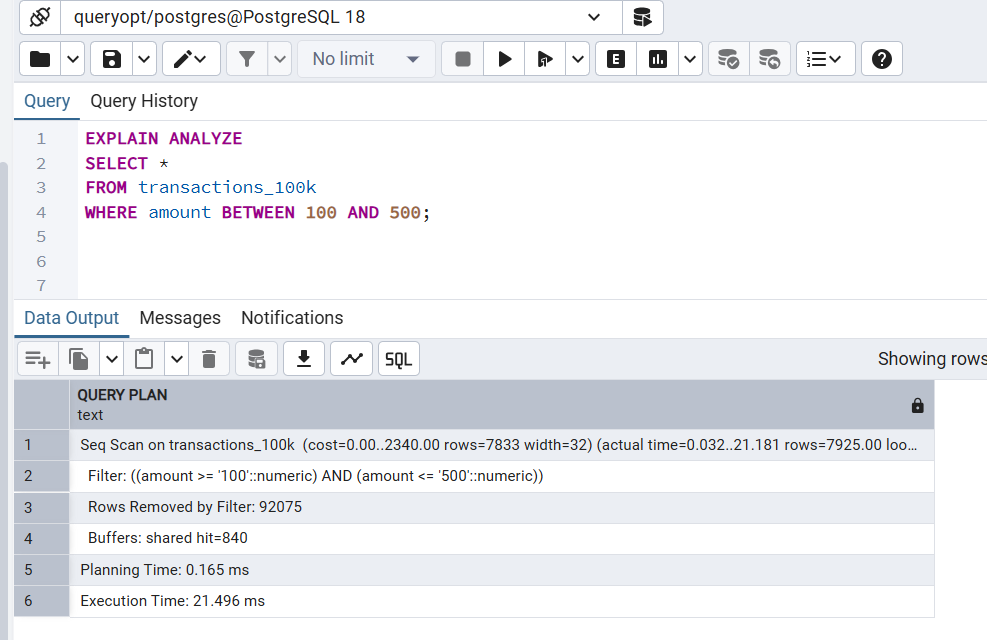 queryopt/postgres@PostgreSQL 18
No limit
E
Query Query History
1 EXPLAIN ANALYZE
2 SELECT *
3 FROM transactions_100k
4 WHERE amount BETWEEN 100 AND 500;
5
6
7
Data Output Messages Notifications
SQL Showing rows
QUERY PLAN
text
1 Seq Scan on transactions_100k (cost=0.00..2340.00 rows=7833 width=32) (actual time=0.032..21.181 rows=7925.00 loo...
2 Filter: ((amount >= '100'::numeric) AND (amount <= '500'::numeric))
3 Rows Removed by Filter: 92075
4 Buffers: shared hit=840
5 Planning Time: 0.165 ms
6 Execution Time: 21.496 ms